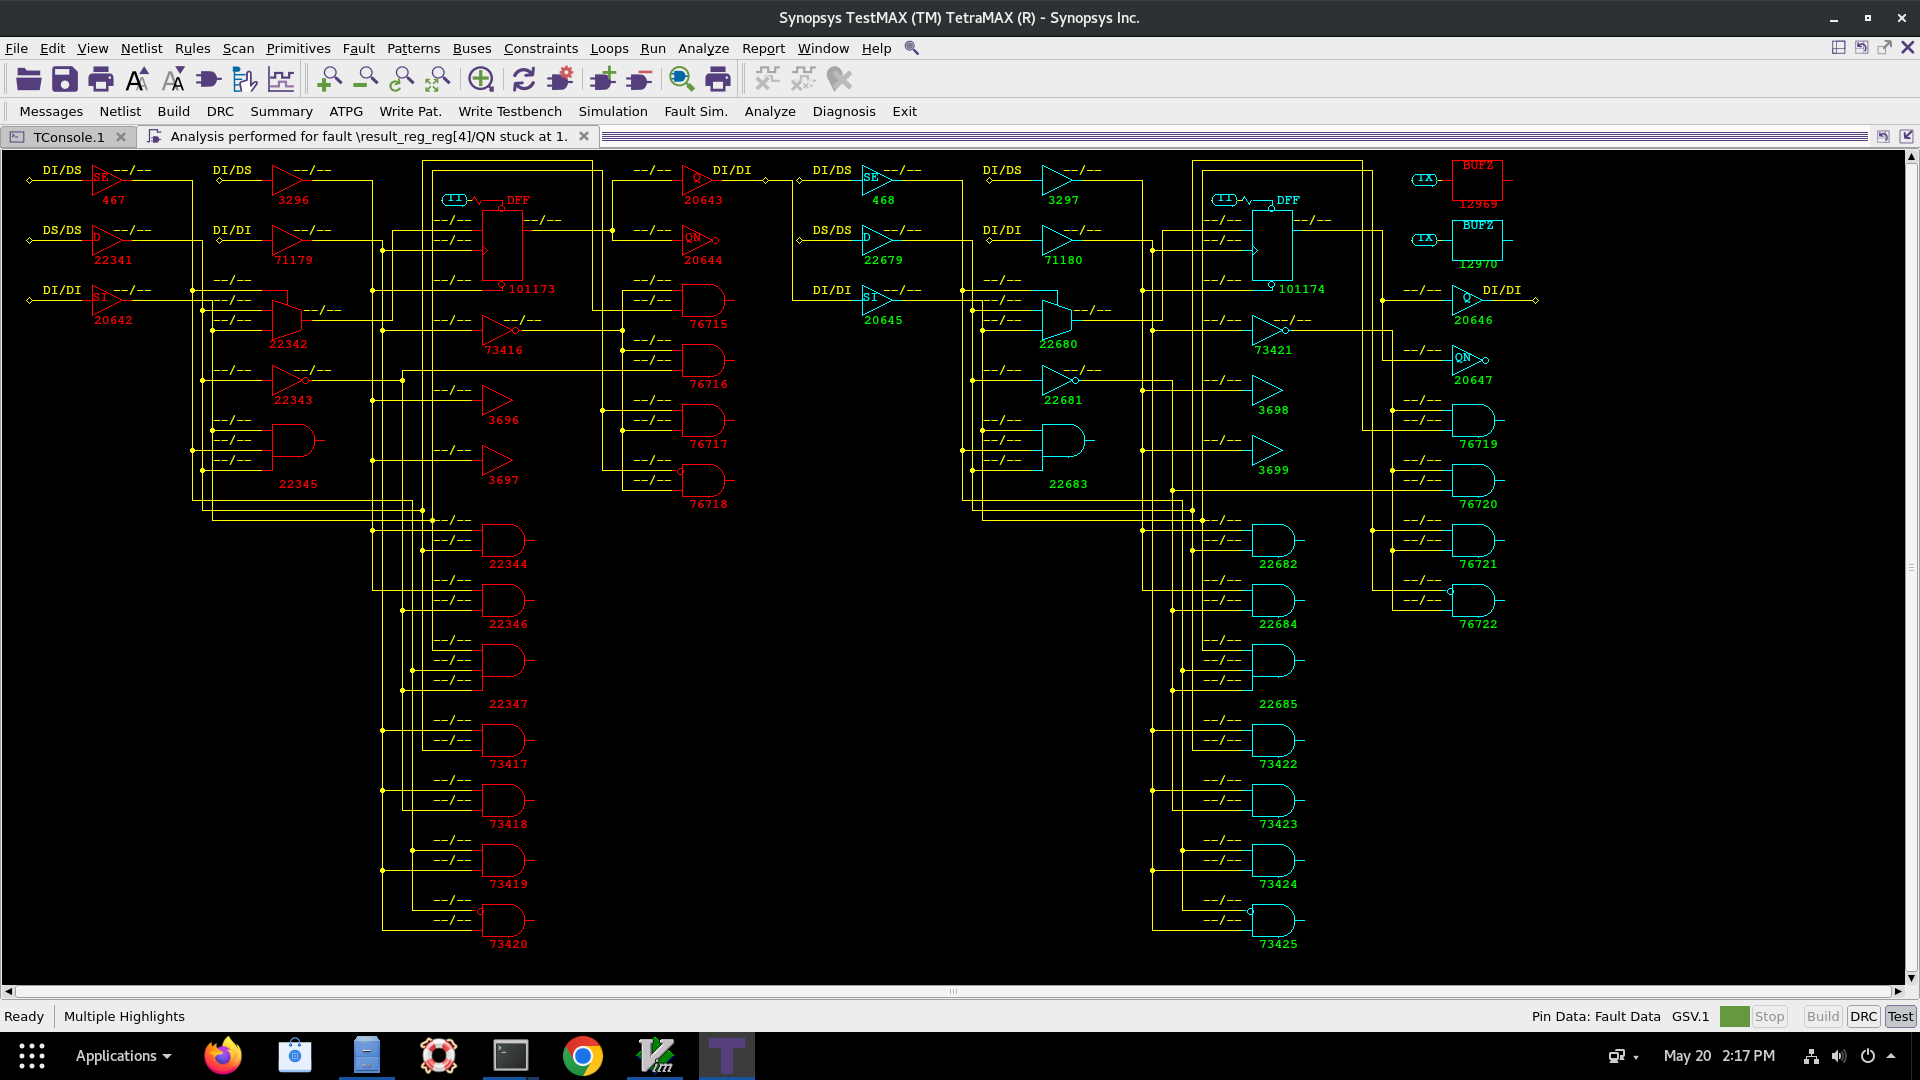 Synopsys TestMAX (TM) TetraMAX (R) - Synopsys Inc.
File Edit View Netlist Rules Scan Primitives Fault Patterns Buses Constraints Loops Run Analyze Report Window Help
Messages Netlist Build DRC Summary ATPG Write Pat. Write Testbench Simulation Fault Sim. Analyze Diagnosis Exit
TConsole.1 Analysis performed for fault \result_reg_reg[4]/QN stuck at 1.
DI/DS SE --/-- DI/DS --/-- --/-- Q DI/DI DI/DS SE --/-- DI/DS --/-- TX BUFZ
467 3296 TI DFF 20643 468 3297 TI DFF 12969
--/-- --/-- --/-- --/--
DS/DS D DI/DI --/-- --/-- QN DS/DS D DI/DI --/-- TX BUFZ
22341 71179 20644 22679 71180 12970
--/-- --/-- --/-- --/-- --/--
DI/DI SI --/-- --/-- 101173 --/-- DI/DI SI --/-- --/-- 101174 --/-- Q DI/DI
20642 --/-- --/-- --/-- --/-- 76715 20645 --/-- --/-- --/-- --/-- 20646
22342 73416 --/-- 22680 73421 --/-- QN
--/-- --/-- --/-- --/--
22343 --/-- 76716 22681 --/-- 3698 20647
--/-- --/-- --/--
3696 --/-- 3699 --/--
--/-- 76717 --/-- 76719
--/-- --/-- --/-- --/--
--/-- --/-- --/-- --/--
22345 3697 --/-- 76718 22683 76720
--/-- --/-- --/--
--/-- --/-- --/--
22344 22682 76721
--/-- --/-- --/--
--/-- --/-- --/--
22346 22684 76722
--/-- --/--
--/-- --/--
--/-- --/--
22347 22685
--/-- --/--
--/-- --/--
73417 73422
--/-- --/--
--/-- --/--
73418 73423
--/-- --/--
--/-- --/--
73419 73424
--/-- --/--
--/-- --/--
73420 73425
Ready Multiple Highlights Pin Data: Fault Data GSV.1 Stop Build DRC Test
Applications May 20 2:17 PM